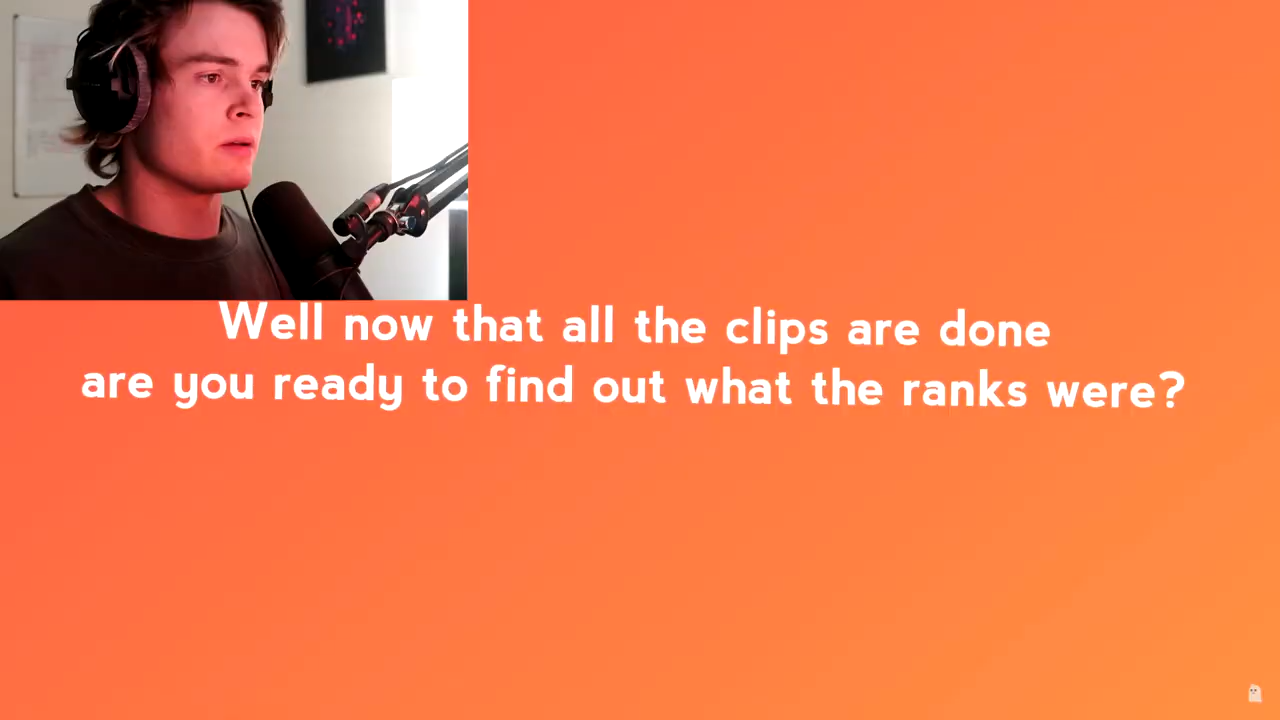 Well now that all the clips are done
are you ready to find out what the ranks were?